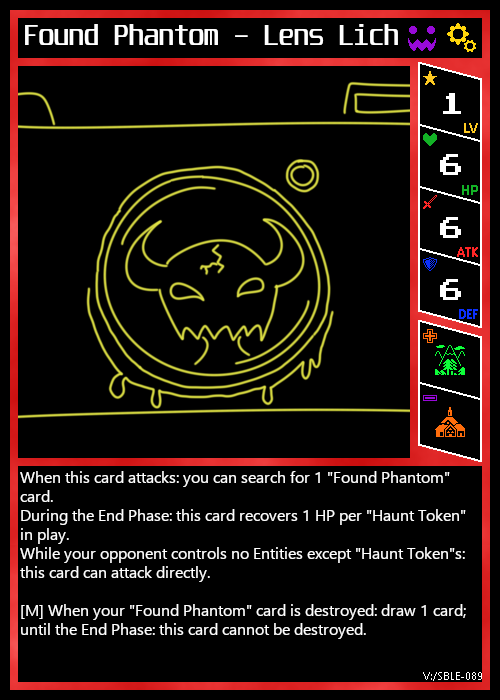 Found Phantom - Lens Lich
1
LV
6
HP
6
ATK
6
DEF
When this card attacks: you can search for 1 "Found Phantom"
card.
During the End Phase: this card recovers 1 HP per "Haunt Token"
in play.
While your opponent controls no Entities except "Haunt Token"s:
this card can attack directly.
[M] When your "Found Phantom" card is destroyed: draw 1 card;
until the End Phase: this card cannot be destroyed.
V:/SBLE-089